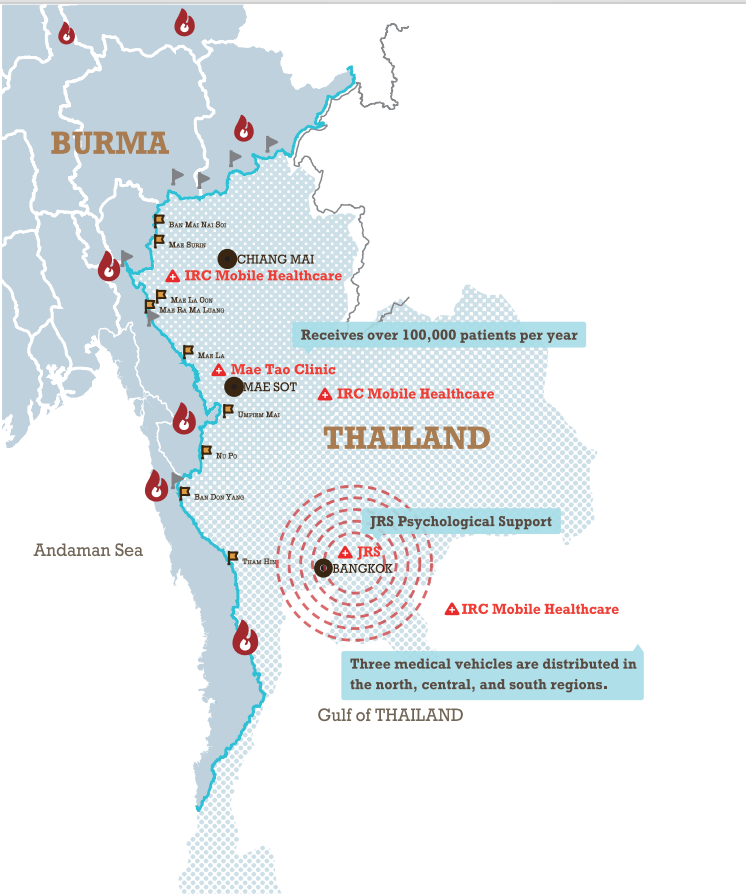 BURMA
BAN MAI NAI SOI
MAE SURIN
CHIANG MAI
IRC Mobile Healthcare
MAE LA OON
MAE RA MA LUANG
Receives over 100,000 patients per year
MAE LA
Mae Tao Clinic
MAE SOT
IRC Mobile Healthcare
UMPIEM MAI
THAILAND
NU PO
BAN DON YANG
JRS Psychological Support
Andaman Sea
JRS
THAM HIN
BANGKOK
IRC Mobile Healthcare
Three medical vehicles are distributed in
the north, central, and south regions.
Gulf of THAILAND